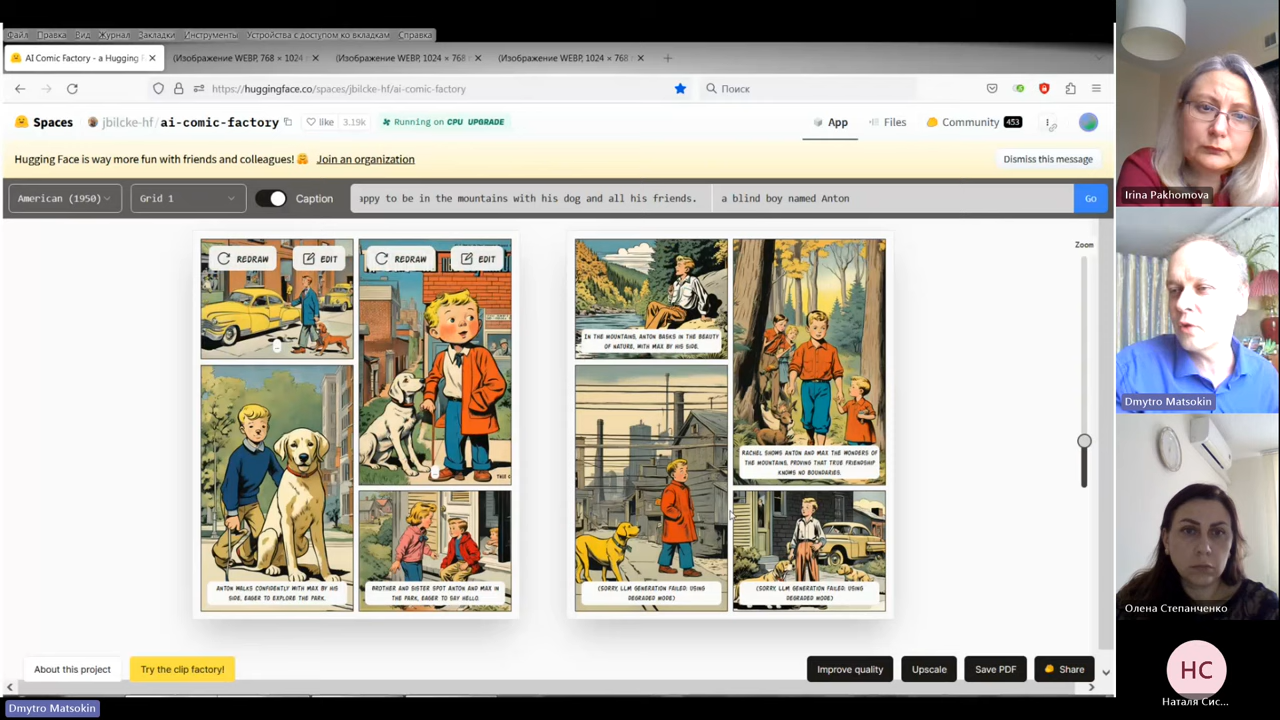 Файл Правка Вид Журнал Закладки Инструменты Устройства с доступом ко вкладкам Справка
AI Comic Factory - a Hugging F
(Изображение WEBP, 768 × 1024
(Изображение WEBP, 1024 × 768
(Изображение WEBP, 1024 × 768
https://huggingface.co/spaces/jbilcke-hf/ai-comic-factory
Поиск
Spaces
jbilcke-hf/ai-comic-factory
like 3.19k
Running on CPU UPGRADE
App
Files
Community 453
Hugging Face is way more fun with friends and colleagues! 🤗 Join an organization
Dismiss this message
American (1950)
Grid 1
Caption
appy to be in the mountains with his dog and all his friends.
a blind boy named Anton
Go
Zoom
REDRAW
EDIT
REDRAW
EDIT
ANTON WALKS CONFIDENTLY WITH MAX BY HIS
SIDE, EAGER TO EXPLORE THE PARK.
BROTHER AND SISTER SPOT ANTON AND MAX IN
THE PARK, EAGER TO SAY HELLO.
IN THE MOUNTAINS, ANTON BASKS IN THE BEAUTY
OF NATURE, WITH MAX BY HIS SIDE.
RACHEL SHOWS ANTON AND MAX THE WONDERS OF
THE MOUNTAINS, PROVING THAT TRUE FRIENDSHIP
KNOWS NO BOUNDARIES.
(SORRY, LLM GENERATION FAILED: USING
DEGRADED MODE)
(SORRY, LLM GENERATION FAILED: USING
DEGRADED MODE)
About this project
Try the clip factory!
Improve quality
Upscale
Save PDF
Share
Dmytro Matsokin
Irina Pakhomova
Dmytro Matsokin
Олена Степанченко
НС
Наталя Сис...